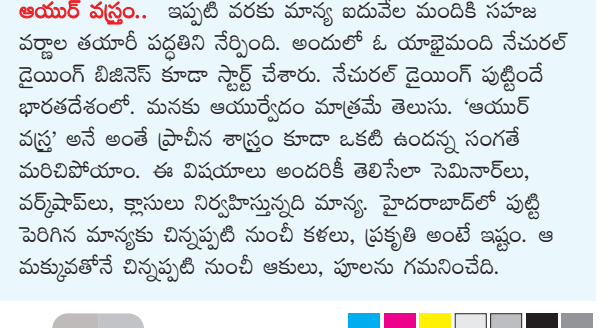 ఆయుర్ వస్త్రం.. ఇప్పటి వరకు మాన్య ఐదువేల మందికి సహజ
వర్ణాల తయారీ పద్ధతిని నేర్పింది. అందులో ఓ యాభైమంది నేచురల్
డైయింగ్ బిజినెస్ కూడా స్టార్ట్ చేశారు. నేచురల్ డైయింగ్ పుట్టిందే
భారతదేశంలో. మనకు ఆయుర్వేదం మాత్రమే తెలుసు. ‘ఆయుర్
వస్త్ర’ అనే అంతే ప్రాచీన శాస్త్రం కూడా ఒకటి ఉందన్న సంగతే
మరిచిపోయాం. ఈ విషయాలు అందరికీ తెలిసేలా సెమినార్‌లు,
వర్క్‌షాప్‌లు, క్లాసులు నిర్వహిస్తున్నది మాన్య. హైదరాబాద్‌లో పుట్టి
పెరిగిన మాన్యకు చిన్నప్పటి నుంచీ కళలు, ప్రకృతి అంటే ఇష్టం. ఆ
మక్కువతోనే చిన్నప్పటి నుంచీ ఆకులు, పూలను గమనించేది.